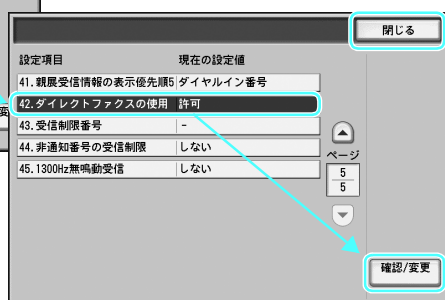 閉じる
設定項目 現在の設定値
41.親展受信情報の表示優先順5 ダイヤルイン番号
42.ダイレクトファクスの使用 許可
43.受信制限番号 -
44.非通知番号の受信制限 しない
45.1300Hz無鳴動受信 しない
ページ
5
5
確認/変更
変